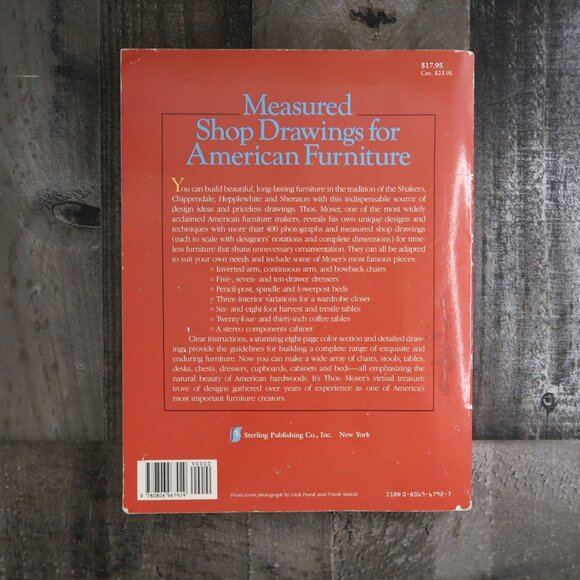 $17.95
Can. $23.95
Measured
Shop Drawings for
American Furniture
You can build beautiful, long-lasting furniture in the tradition of the Shakers,
Chippendale, Hepplewhite and Sheraton with this indispensable source of
design ideas and priceless drawings. Thos. Moser, one of the most widely
acclaimed American furniture makers, reveals his own unique designs and
techniques with more than 400 photographs and measured shop drawings
(each to scale with designers' notations and complete dimensions) for time-
less furniture that shuns unnecessary ornamentation. They can all be adapted
to suit your own needs and include some of Moser's most famous pieces:
▫ Inverted arm, continuous arm, and bowback chairs
▫ Five-, seven- and ten-drawer dressers
▫ Pencil-post, spindle and lowerpost beds
▫ Three interior variations for a wardrobe closet
▫ Six- and eight-foot harvest and trestle tables
▫ Twenty-four- and thirty-inch coffee tables
▫ A stereo components cabinet
Clear instructions, a stunning eight-page color section and detailed draw-
ings provide the guidelines for building a complete range of exquisite and
enduring furniture. Now you can make a wide array of chairs, stools, tables,
desks, chests, dressers, cupboards, cabinets and beds—all emphasizing the
natural beauty of American hardwoods. It's Thos. Moser's virtual treasure
trove of designs gathered over years of experience as one of America's
most important furniture creators.
Sterling Publishing Co., Inc. New York
90000
9 780806 967929
Front cover photograph by Dick Frank and Frank
ISBN 0-8069-6792-7